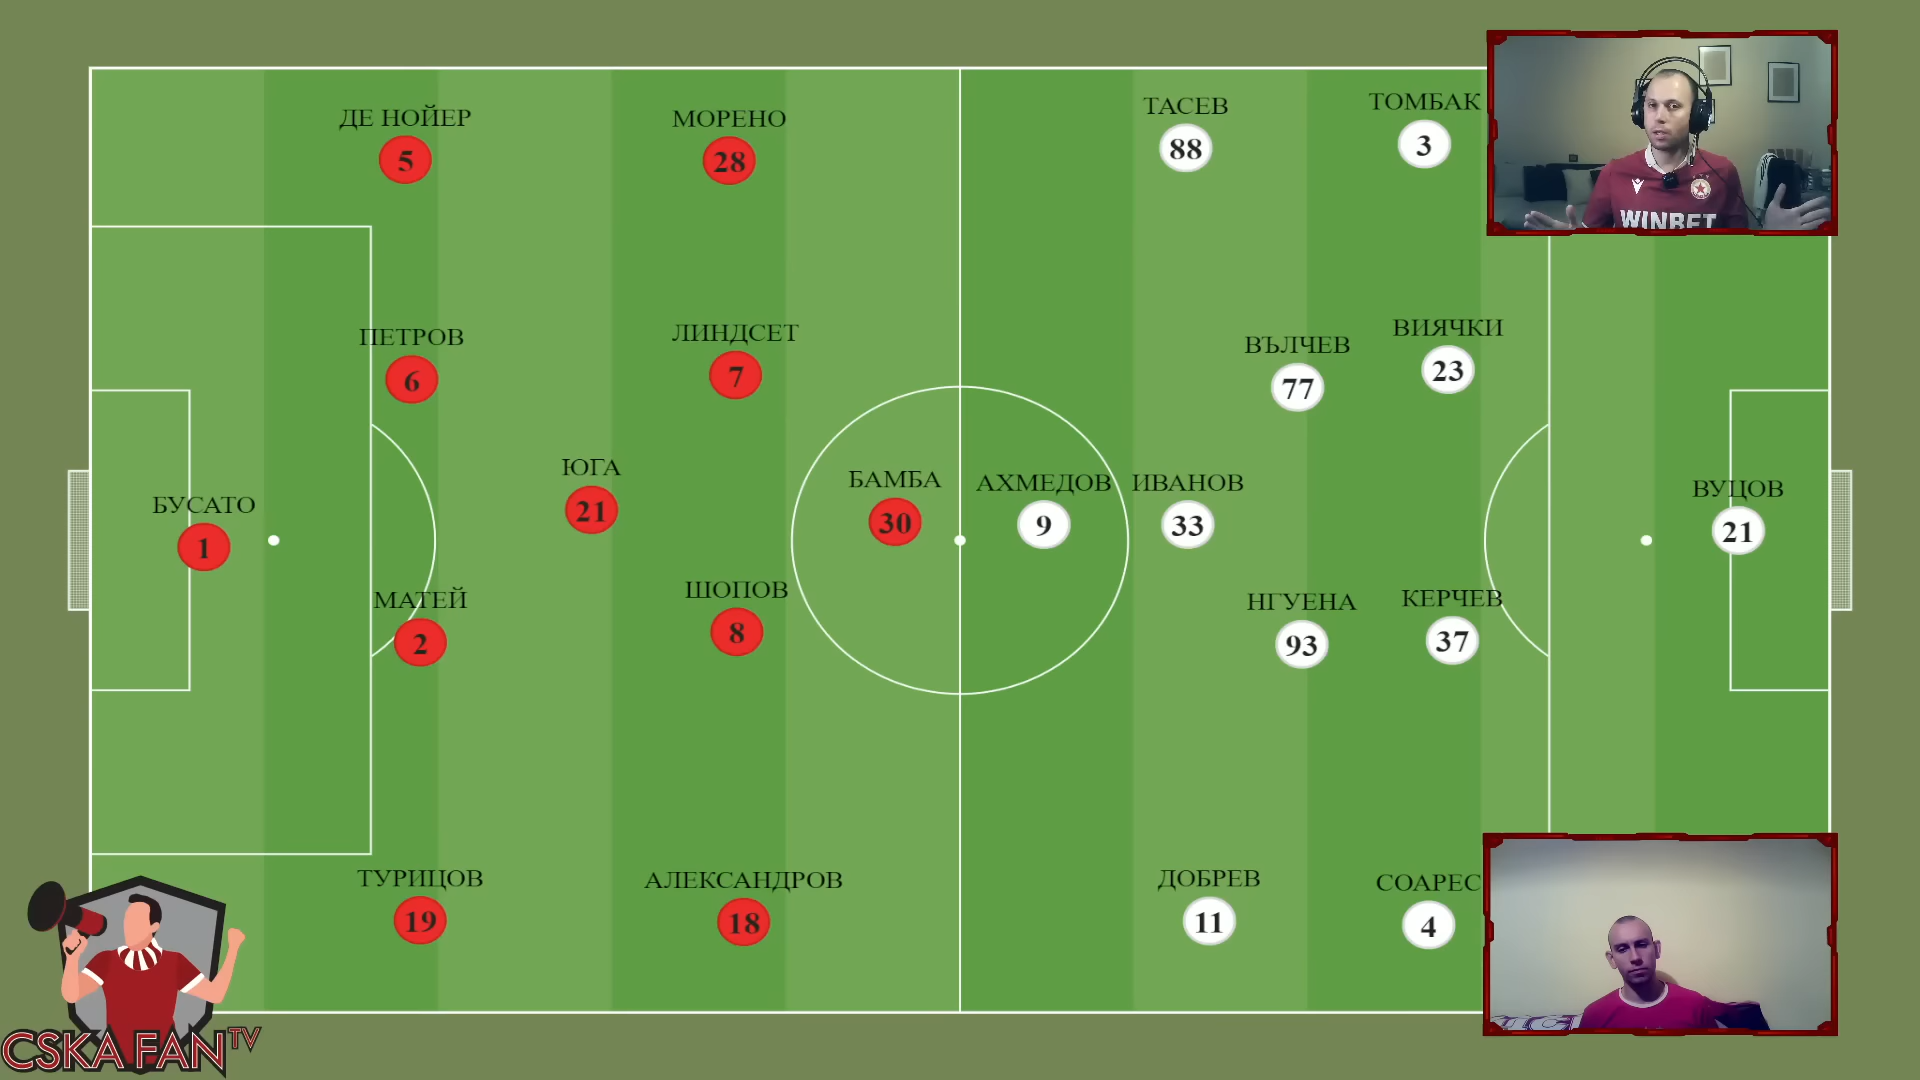 ДЕ НОЙЕР
5
МОРЕНО
28
ТАСЕВ
88
ТОМБАК
3
WINBET
ПЕТРОВ
6
ЛИНДСЕТ
7
ВЪЛЧЕВ
77
ВИЯЧКИ
23
БУСАТО
1
ЮГА
21
БАМБА
30
АХМЕДОВ
9
ИВАНОВ
33
ВУЦОВ
21
МАТЕЙ
2
ШОПОВ
8
НГУЕНА
93
КЕРЧЕВ
37
ТУРИЦОВ
19
АЛЕКСАНДРОВ
18
ДОБРЕВ
11
СОАРЕС
4
CSKA FAN TV